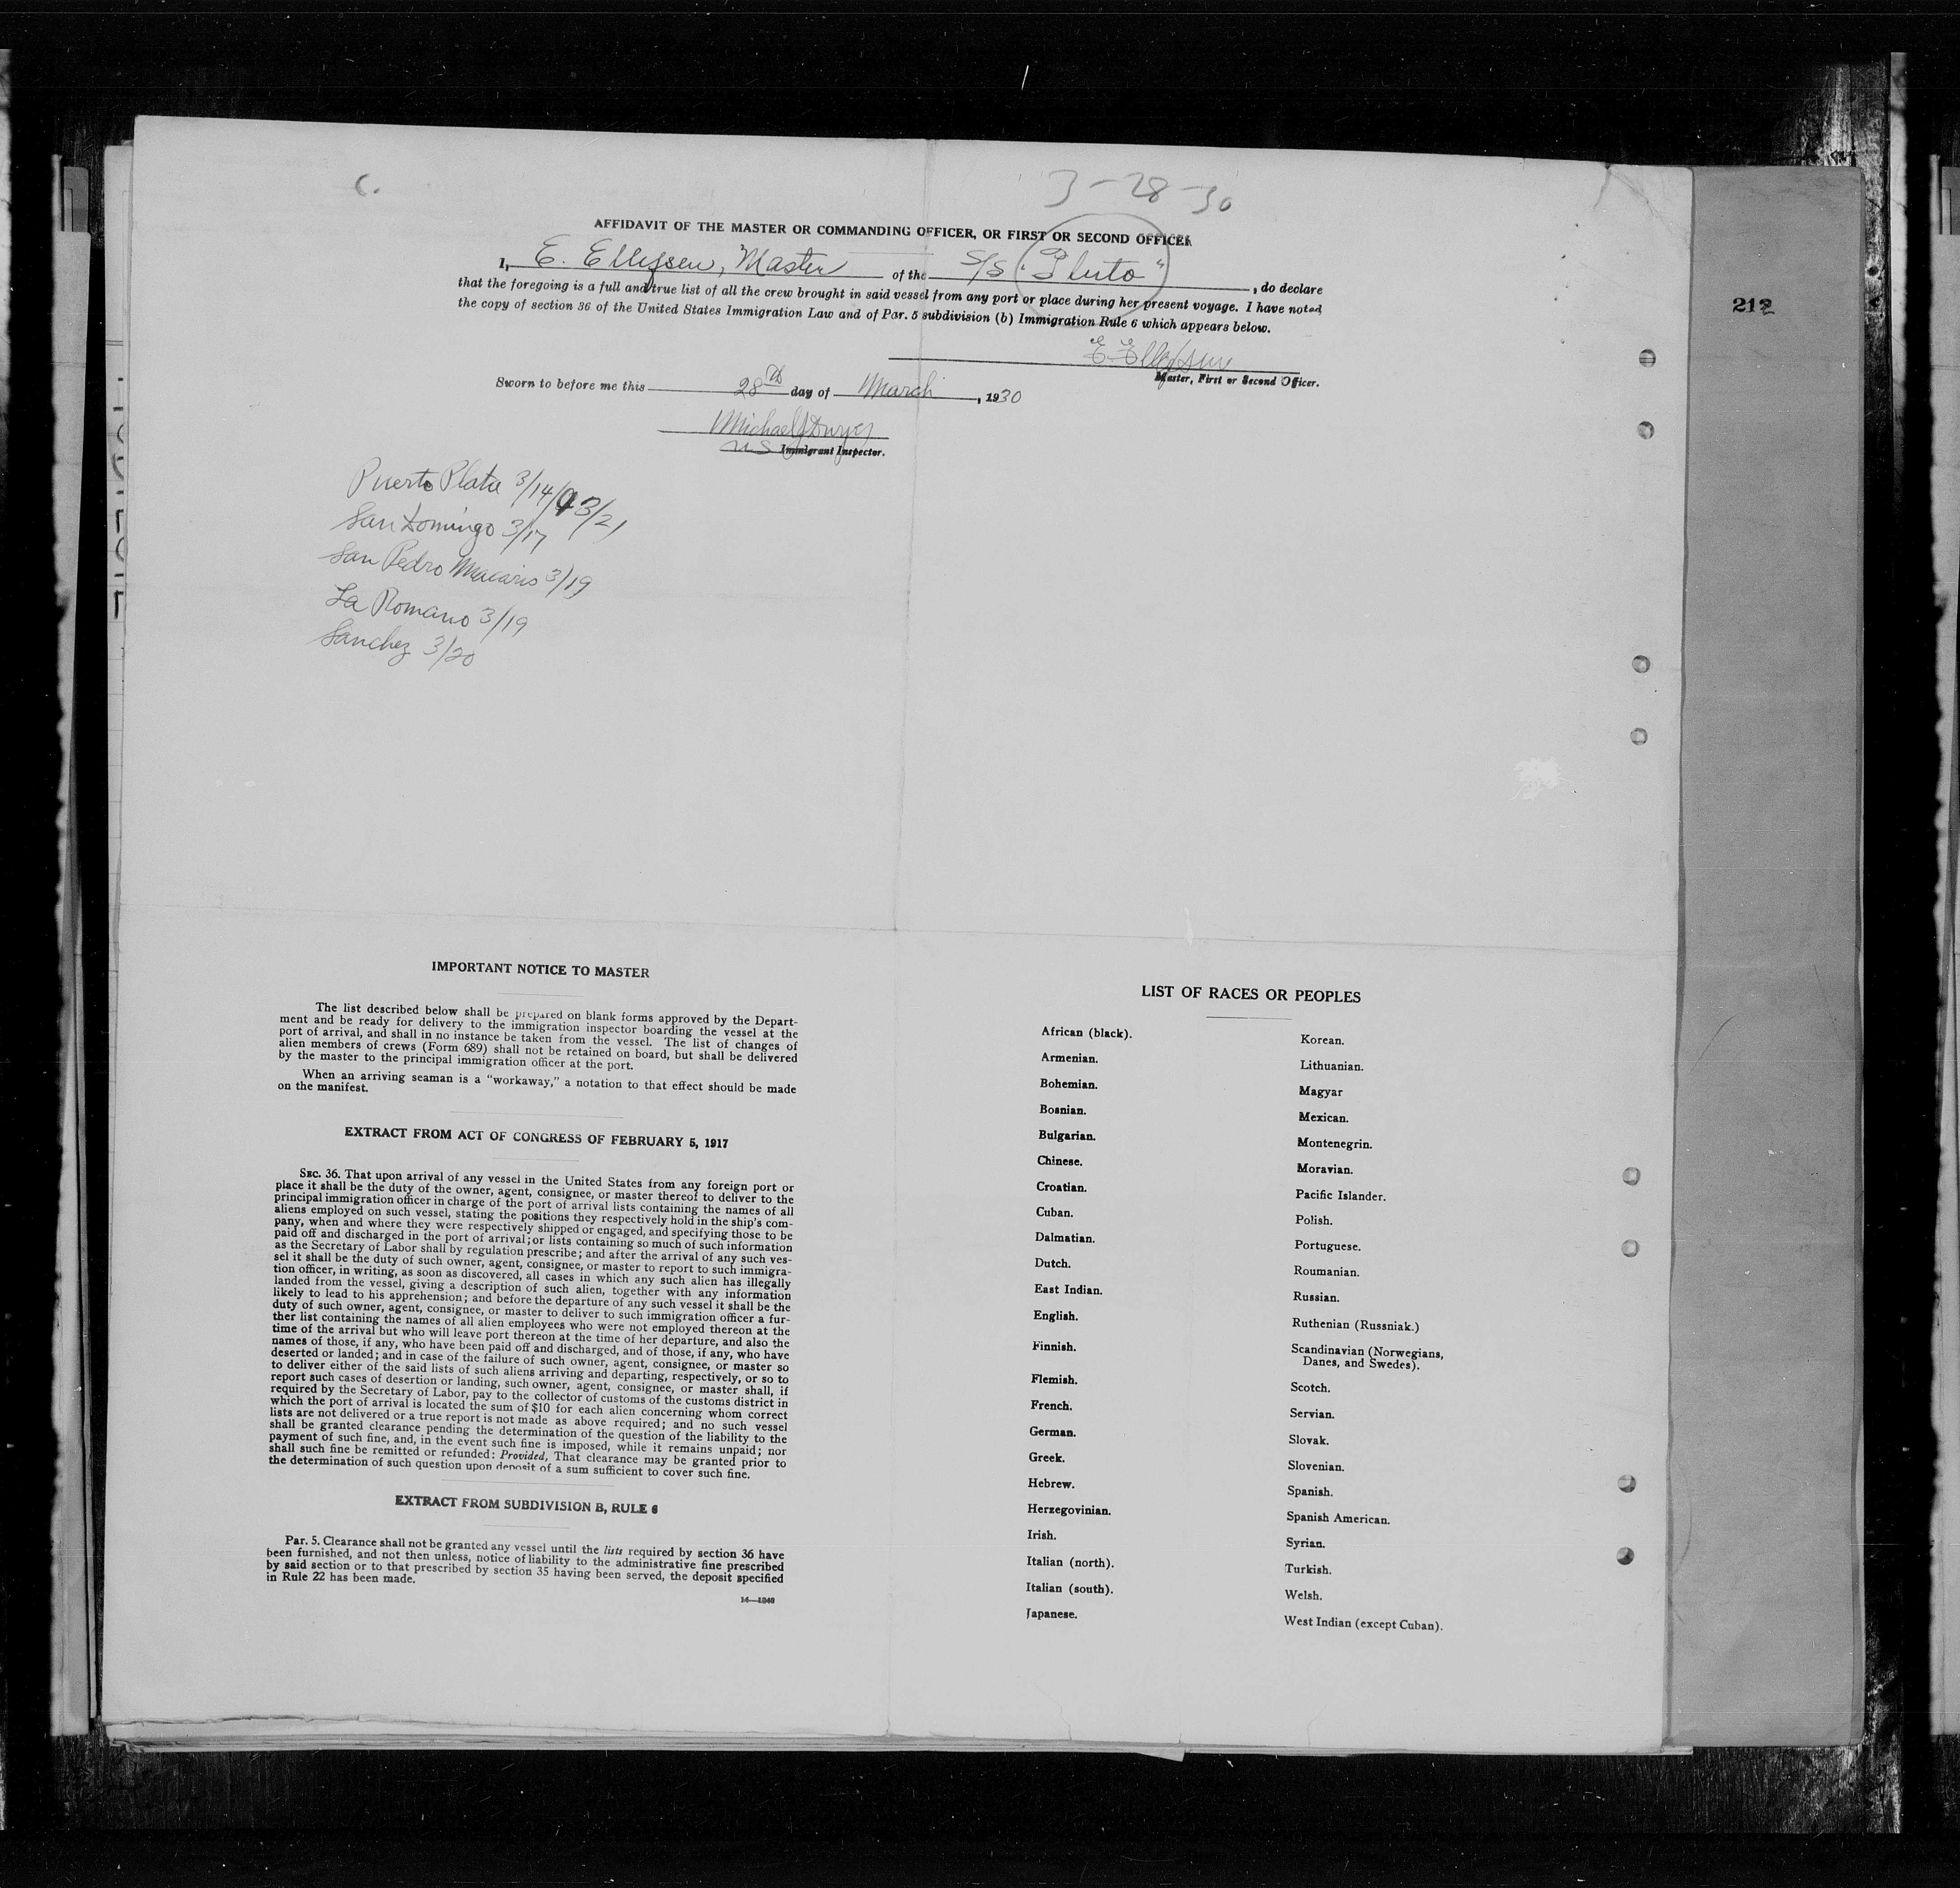 C.
3-28-30
AFFIDAVIT OF THE MASTER OR COMMANDING OFFICER, OR FIRST OR SECOND OFFICER
I, E. Ellefsen, Master of the S/S "Pluto", do declare
that the foregoing is a full and true list of all the crew brought in said vessel from any port or place during her present voyage. I have noted
the copy of section 36 of the United States Immigration Law and of Par. 5 subdivision (b) Immigration Rule 6 which appears below.
E. Ellefsen
Master, First or Second Officer.
Sworn to before me this 28th day of March, 1930
Michael J Dwyer
US Immigrant Inspector.
212
Puerto Plata 3/14/ 3/21
San Domingo 3/17
San Pedro Macaris 3/19
La Romano 3/19
Sanchez 3/20
IMPORTANT NOTICE TO MASTER
The list described below shall be prepared on blank forms approved by the Depart-
ment and be ready for delivery to the immigration inspector boarding the vessel at the
port of arrival, and shall in no instance be taken from the vessel. The list of changes of
alien members of crews (Form 689) shall not be retained on board, but shall be delivered
by the master to the principal immigration officer at the port.
When an arriving seaman is a "workaway," a notation to that effect should be made
on the manifest.
EXTRACT FROM ACT OF CONGRESS OF FEBRUARY 5, 1917
SEC. 36. That upon arrival of any vessel in the United States from any foreign port or
place it shall be the duty of the owner, agent, consignee, or master thereof to deliver to the
principal immigration officer in charge of the port of arrival lists containing the names of all
aliens employed on such vessel, stating the positions they respectively hold in the ship's com-
pany, when and where they were respectively shipped or engaged, and specifying those to be
paid off and discharged in the port of arrival; or lists containing so much of such information
as the Secretary of Labor shall by regulation prescribe; and after the arrival of any such ves-
sel it shall be the duty of such owner, agent, consignee, or master to report to such immigra-
tion officer, in writing, as soon as discovered, all cases in which any such alien has illegally
landed from the vessel, giving a description of such alien, together with any information
likely to lead to his apprehension; and before the departure of any such vessel it shall be the
duty of such owner, agent, consignee, or master to deliver to such immigration officer a fur-
ther list containing the names of all alien employees who were not employed thereon at the
time of the arrival but who will leave port thereon at the time of her departure, and also the
names of those, if any, who have been paid off and discharged, and of those, if any, who have
deserted or landed; and in case of the failure of such owner, agent, consignee, or master so
to deliver either of the said lists of such aliens arriving and departing, respectively, or so to
report such cases of desertion or landing, such owner, agent, consignee, or master shall, if
required by the Secretary of Labor, pay to the collector of customs of the customs district in
which the port of arrival is located the sum of $10 for each alien concerning whom correct
lists are not delivered or a true report is not made as above required; and no such vessel
shall be granted clearance pending the determination of the question of the liability to the
payment of such fine, and, in the event such fine is imposed, while it remains unpaid; nor
shall such fine be remitted or refunded: Provided, That clearance may be granted prior to
the determination of such question upon deposit of a sum sufficient to cover such fine.
EXTRACT FROM SUBDIVISION B, RULE 6
Par. 5. Clearance shall not be granted any vessel until the lists required by section 36 have
been furnished, and not then unless, notice of liability to the administrative fine prescribed
by said section or to that prescribed by section 35 having been served, the deposit specified
in Rule 22 has been made.
14—1040
LIST OF RACES OR PEOPLES
African (black).
Armenian.
Bohemian.
Bosnian.
Bulgarian.
Chinese.
Croatian.
Cuban.
Dalmatian.
Dutch.
East Indian.
English.
Finnish.
Flemish.
French.
German.
Greek.
Hebrew.
Herzegovinian.
Irish.
Italian (north).
Italian (south).
Japanese.
Korean.
Lithuanian.
Magyar
Mexican.
Montenegrin.
Moravian.
Pacific Islander.
Polish.
Portuguese.
Roumanian.
Russian.
Ruthenian (Russniak.)
Scandinavian (Norwegians,
Danes, and Swedes).
Scotch.
Servian.
Slovak.
Slovenian.
Spanish.
Spanish American.
Syrian.
Turkish.
Welsh.
West Indian (except Cuban).